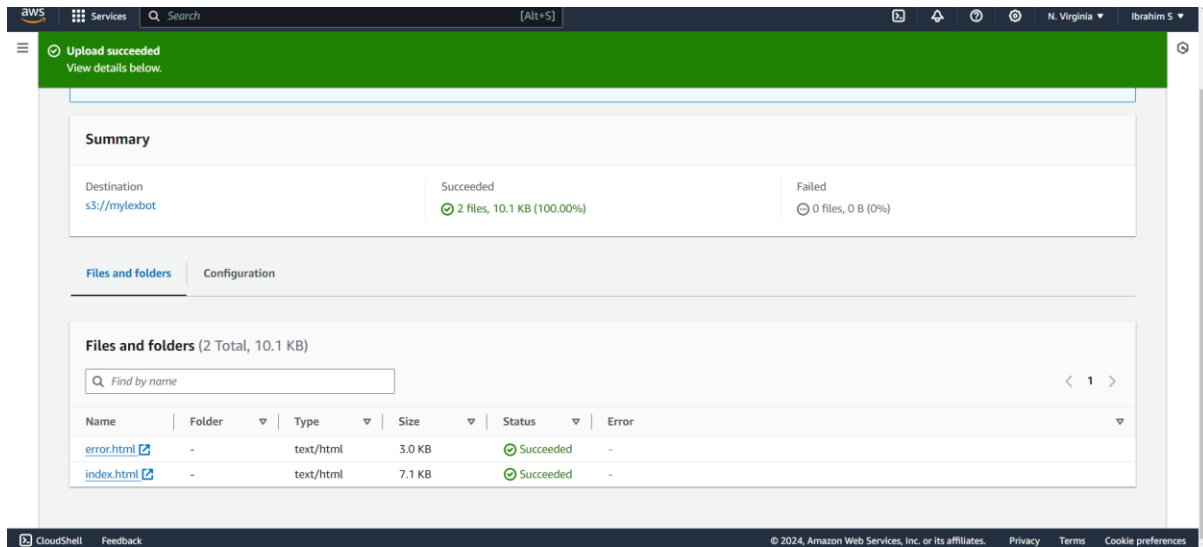 aws Services Search [Alt+S] N. Virginia Ibrahim S
Upload succeeded
View details below.
Summary
Destination Succeeded Failed
s3://mylexbot 2 files, 10.1 KB (100.00%) 0 files, 0 B (0%)
Files and folders Configuration
Files and folders (2 Total, 10.1 KB)
Find by name 1
Name Folder Type Size Status Error
error.html - text/html 3.0 KB Succeeded -
index.html - text/html 7.1 KB Succeeded -
CloudShell Feedback © 2024, Amazon Web Services, Inc. or its affiliates. Privacy Terms Cookie preferences